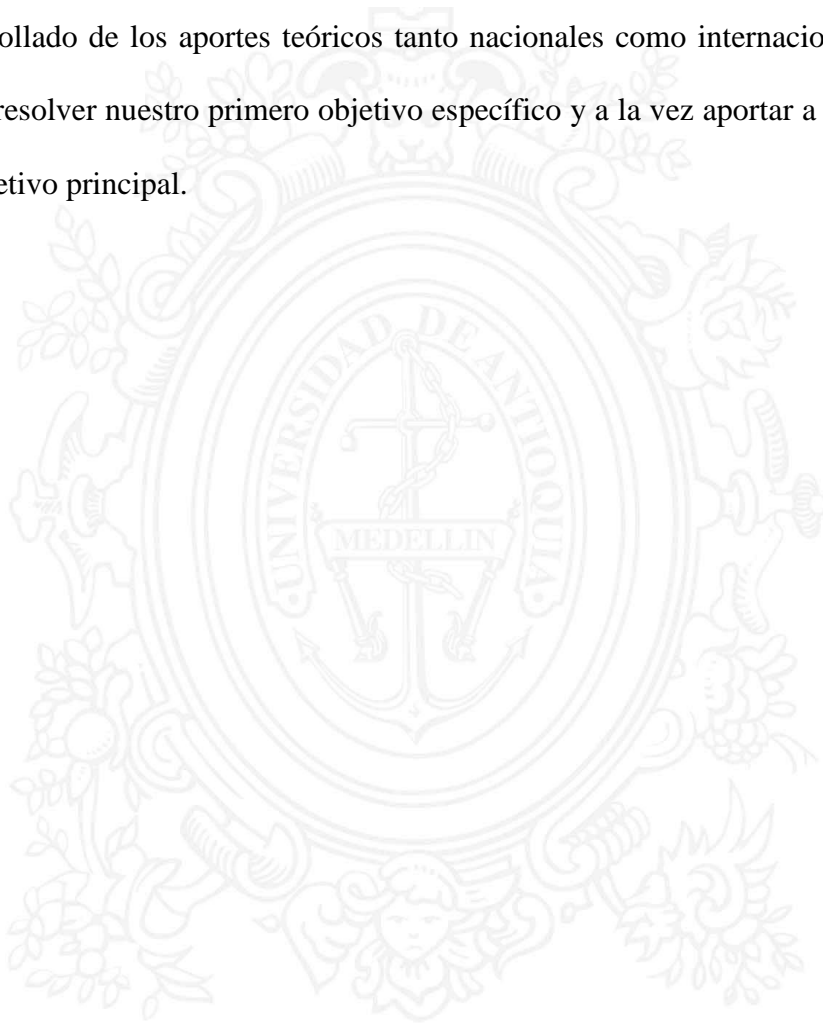 ollado de los aportes teóricos tanto nacionales como internacio
resolver nuestro primero objetivo específico y a la vez aportar a
etivo principal.
UNIVERSIDAD DE ANTIOQUIA
MEDELLIN